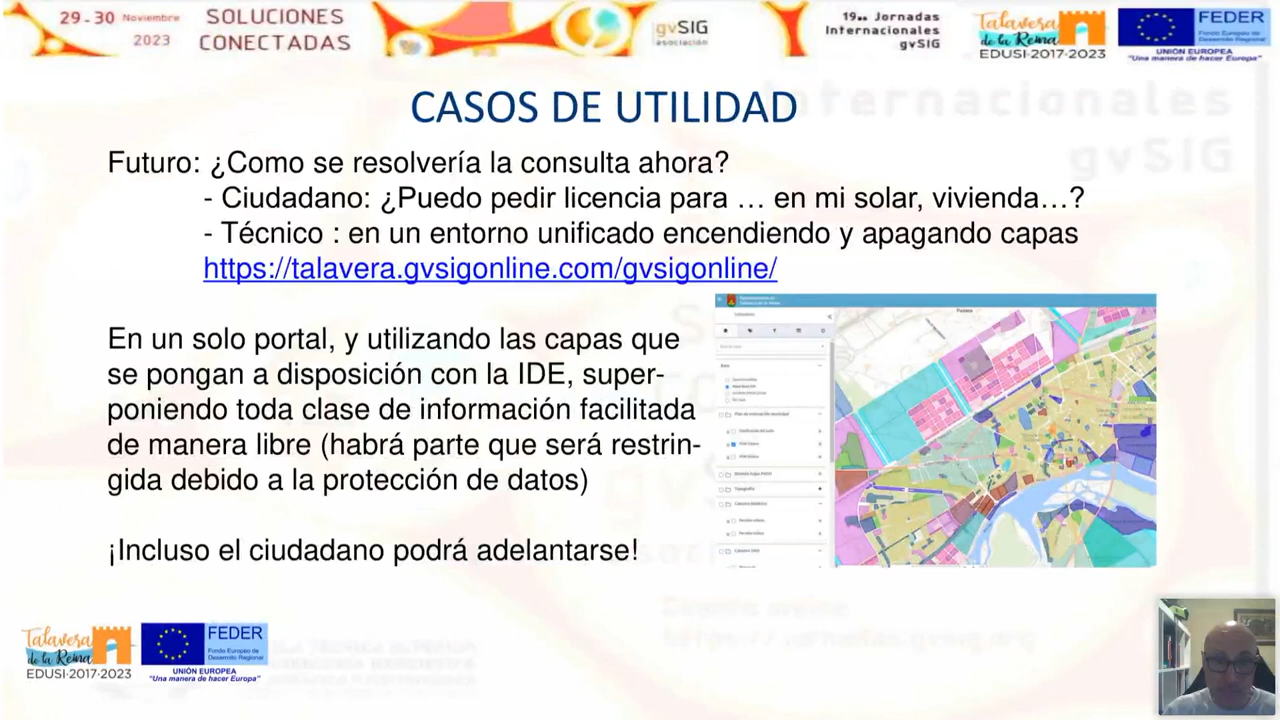 29-30 Noviembre
2023
SOLUCIONES
CONECTADAS
gvSIG
asociación
19as Jornadas
Internacionales
gvSIG
Talavera
de la Reina
EDUSI-2017-2023
FEDER
Fondo Europeo de
Desarrollo Regional
UNIÓN EUROPEA
"Una manera de hacer Europa"
Internacionales
gvSIG
CASOS DE UTILIDAD
Futuro: ¿Como se resolvería la consulta ahora?
- Ciudadano: ¿Puedo pedir licencia para … en mi solar, vivienda…?
- Técnico : en un entorno unificado encendiendo y apagando capas
https://talavera.gvsigonline.com/gvsigonline/
En un solo portal, y utilizando las capas que
se pongan a disposición con la IDE, super-
poniendo toda clase de información facilitada
de manera libre (habrá parte que será restrin-
gida debido a la protección de datos)
¡Incluso el ciudadano podrá adelantarse!
Talavera
de la Reina
EDUSI-2017-2023
FEDER
Fondo Europeo de
Desarrollo Regional
UNIÓN EUROPEA
"Una manera de hacer Europa"